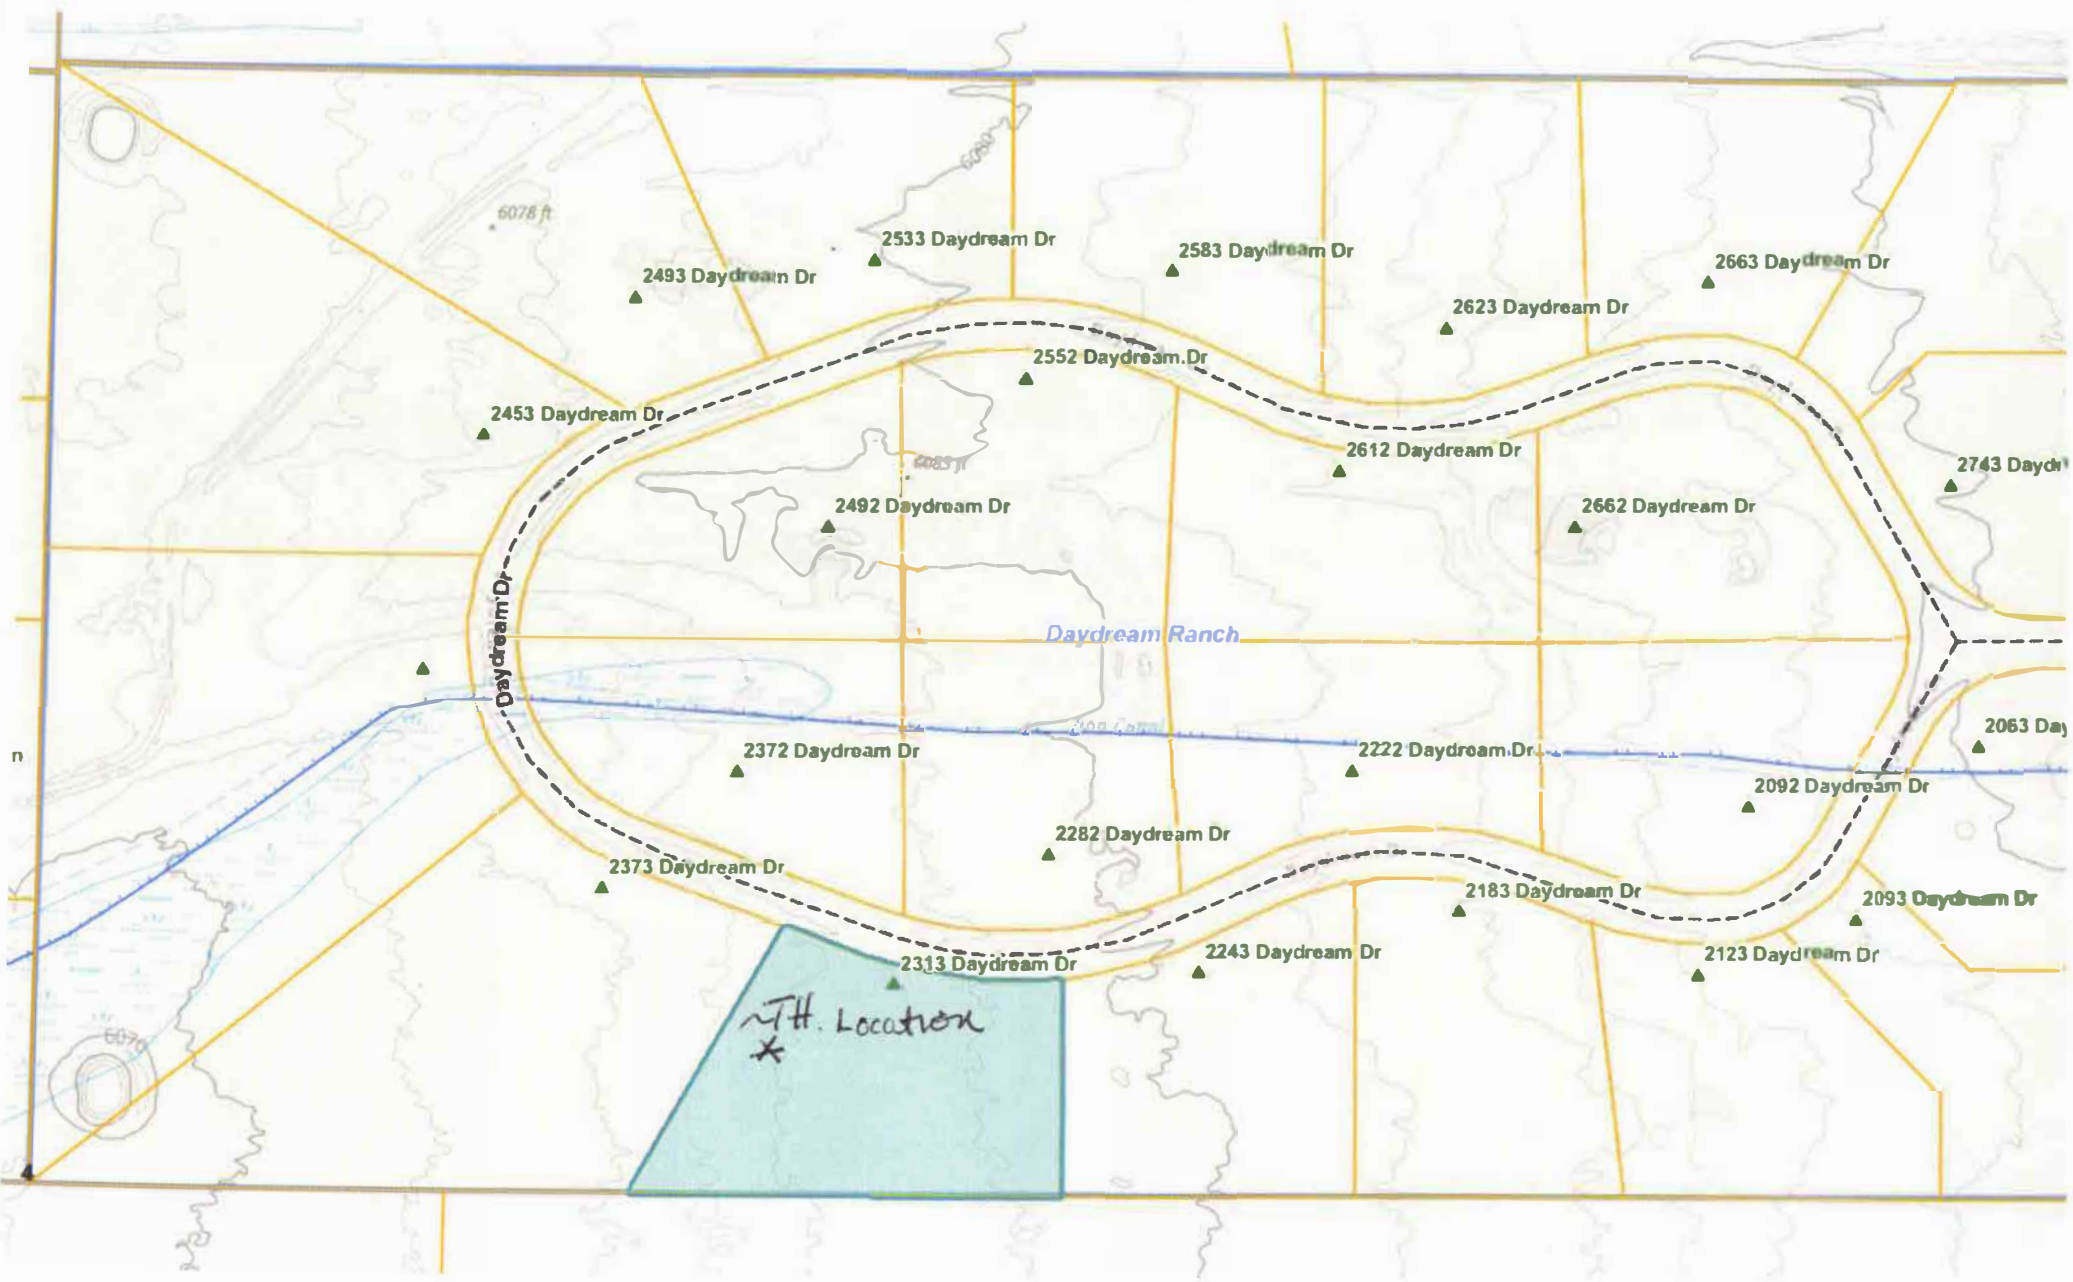 6080
6078 ft
2533 Daydream Dr
2583 Daydream Dr
2663 Daydream Dr
2493 Daydream Dr
2623 Daydream Dr
2552 Daydream Dr
2453 Daydream Dr
2612 Daydream Dr
2743
2492 Daydream Dr
2662 Daydream Dr
Daydream Dr
Daydream Ranch
2063 Day
n
2372 Daydream Dr
2222 Daydream Dr
2092 Daydream Dr
2282 Daydream Dr
2373 Daydream Dr
2183 Daydream Dr
2093 Daydream Dr
2313 Daydream Dr
2243 Daydream Dr
2123 Daydream Dr
~TH. Location
*
6070
4